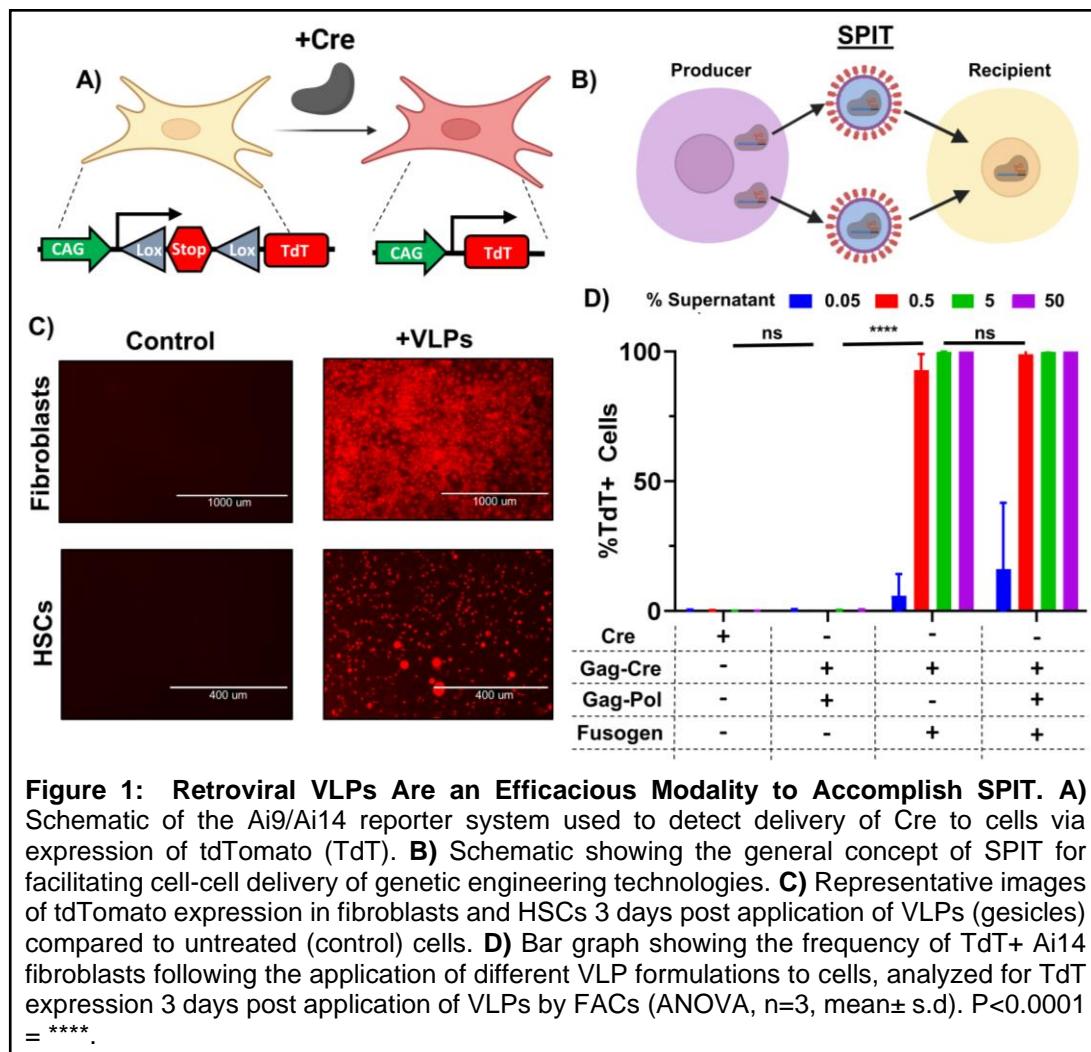 A)
+Cre
CAG
Lox
Stop
Lox
TdT
CAG
TdT
B)
SPIT
Producer
Recipient
C)
Control
+VLPs
Fibroblasts
1000 um
1000 um
HSCs
400 um
400 um
D)
% Supernatant 0.05 0.5 5 50
ns
****
ns
100
50
0
%TdT+ Cells
Cre + - - -
Gag-Cre - + + +
Gag-Pol - + - +
Fusogen - - + +
Figure 1: Retroviral VLPs Are an Efficacious Modality to Accomplish SPIT. A)
Schematic of the Ai9/Ai14 reporter system used to detect delivery of Cre to cells via
expression of tdTomato (TdT). B) Schematic showing the general concept of SPIT for
facilitating cell-cell delivery of genetic engineering technologies. C) Representative images
of tdTomato expression in fibroblasts and HSCs 3 days post application of VLPs (gesicles)
compared to untreated (control) cells. D) Bar graph showing the frequency of TdT+ Ai14
fibroblasts following the application of different VLP formulations to cells, analyzed for TdT
expression 3 days post application of VLPs by FACs (ANOVA, n=3, mean± s.d). P<0.0001
= ****.